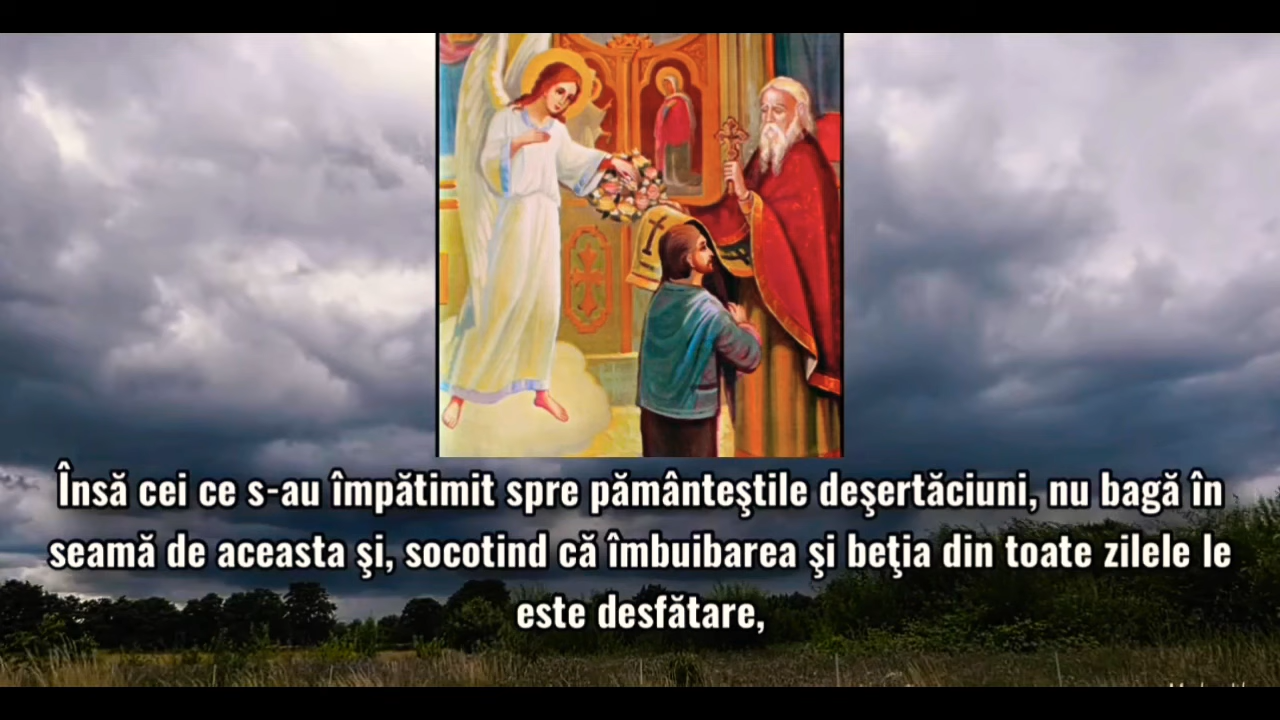 Însă cei ce s-au împătimit spre pământeştile deşertăciuni, nu bagă în
seamă de aceasta şi, socotind că îmbuibarea şi beţia din toate zilele le
este desfătare,